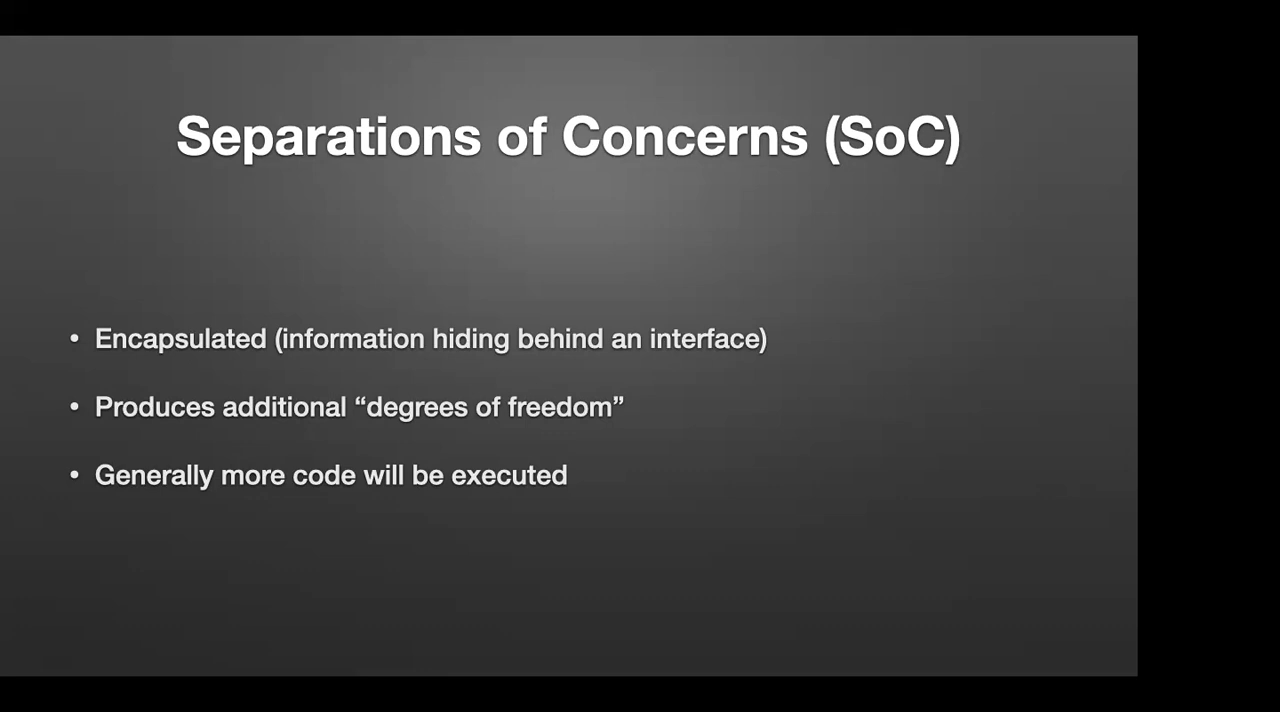 Separations of Concerns (SoC)
• Encapsulated (information hiding behind an interface)
• Produces additional “degrees of freedom”
• Generally more code will be executed